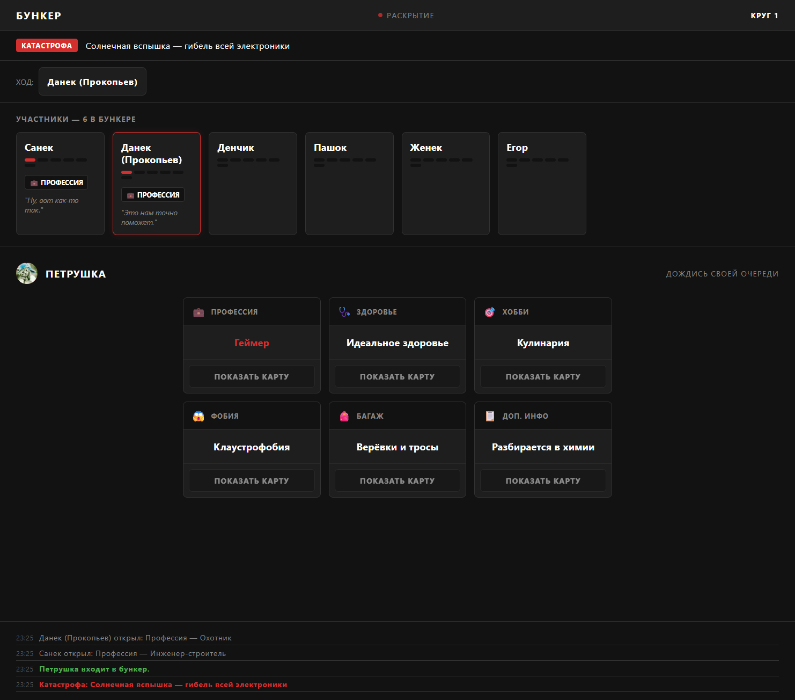 БУНКЕР
РАСКРЫТИЕ
КРУГ 1
КАТАСТРОФА Солнечная вспышка — гибель всей электроники
ХОД: Данек (Прокопьев)
УЧАСТНИКИ — 6 В БУНКЕРЕ
Санек
ПРОФЕССИЯ
"Ну, вот как то
так."
Данек
(Прокопьев)
ПРОФЕССИЯ
"Это нам точно
поможет."
Денчик
Пашок
Женек
Егор
ПЕТРУШКА
ДОЖДИСЬ СВОЕЙ ОЧЕРЕДИ
ПРОФЕССИЯ
Геймер
ПОКАЗАТЬ КАРТУ
ЗДОРОВЬЕ
Идеальное здоровье
ПОКАЗАТЬ КАРТУ
ХОББИ
Кулинария
ПОКАЗАТЬ КАРТУ
ФОБИЯ
Клаустрофобия
ПОКАЗАТЬ КАРТУ
БАГАЖ
Верёвки и тросы
ПОКАЗАТЬ КАРТУ
ДОП. ИНФО
Разбирается в химии
ПОКАЗАТЬ КАРТУ
23:25 Данек (Прокопьев) открыл: Профессия — Охотник
23:25 Санек открыл: Профессия — Инженер-строитель
23:25 Петрушка входит в бункер.
23:25 Катастрофа: Солнечная вспышка — гибель всей электроники